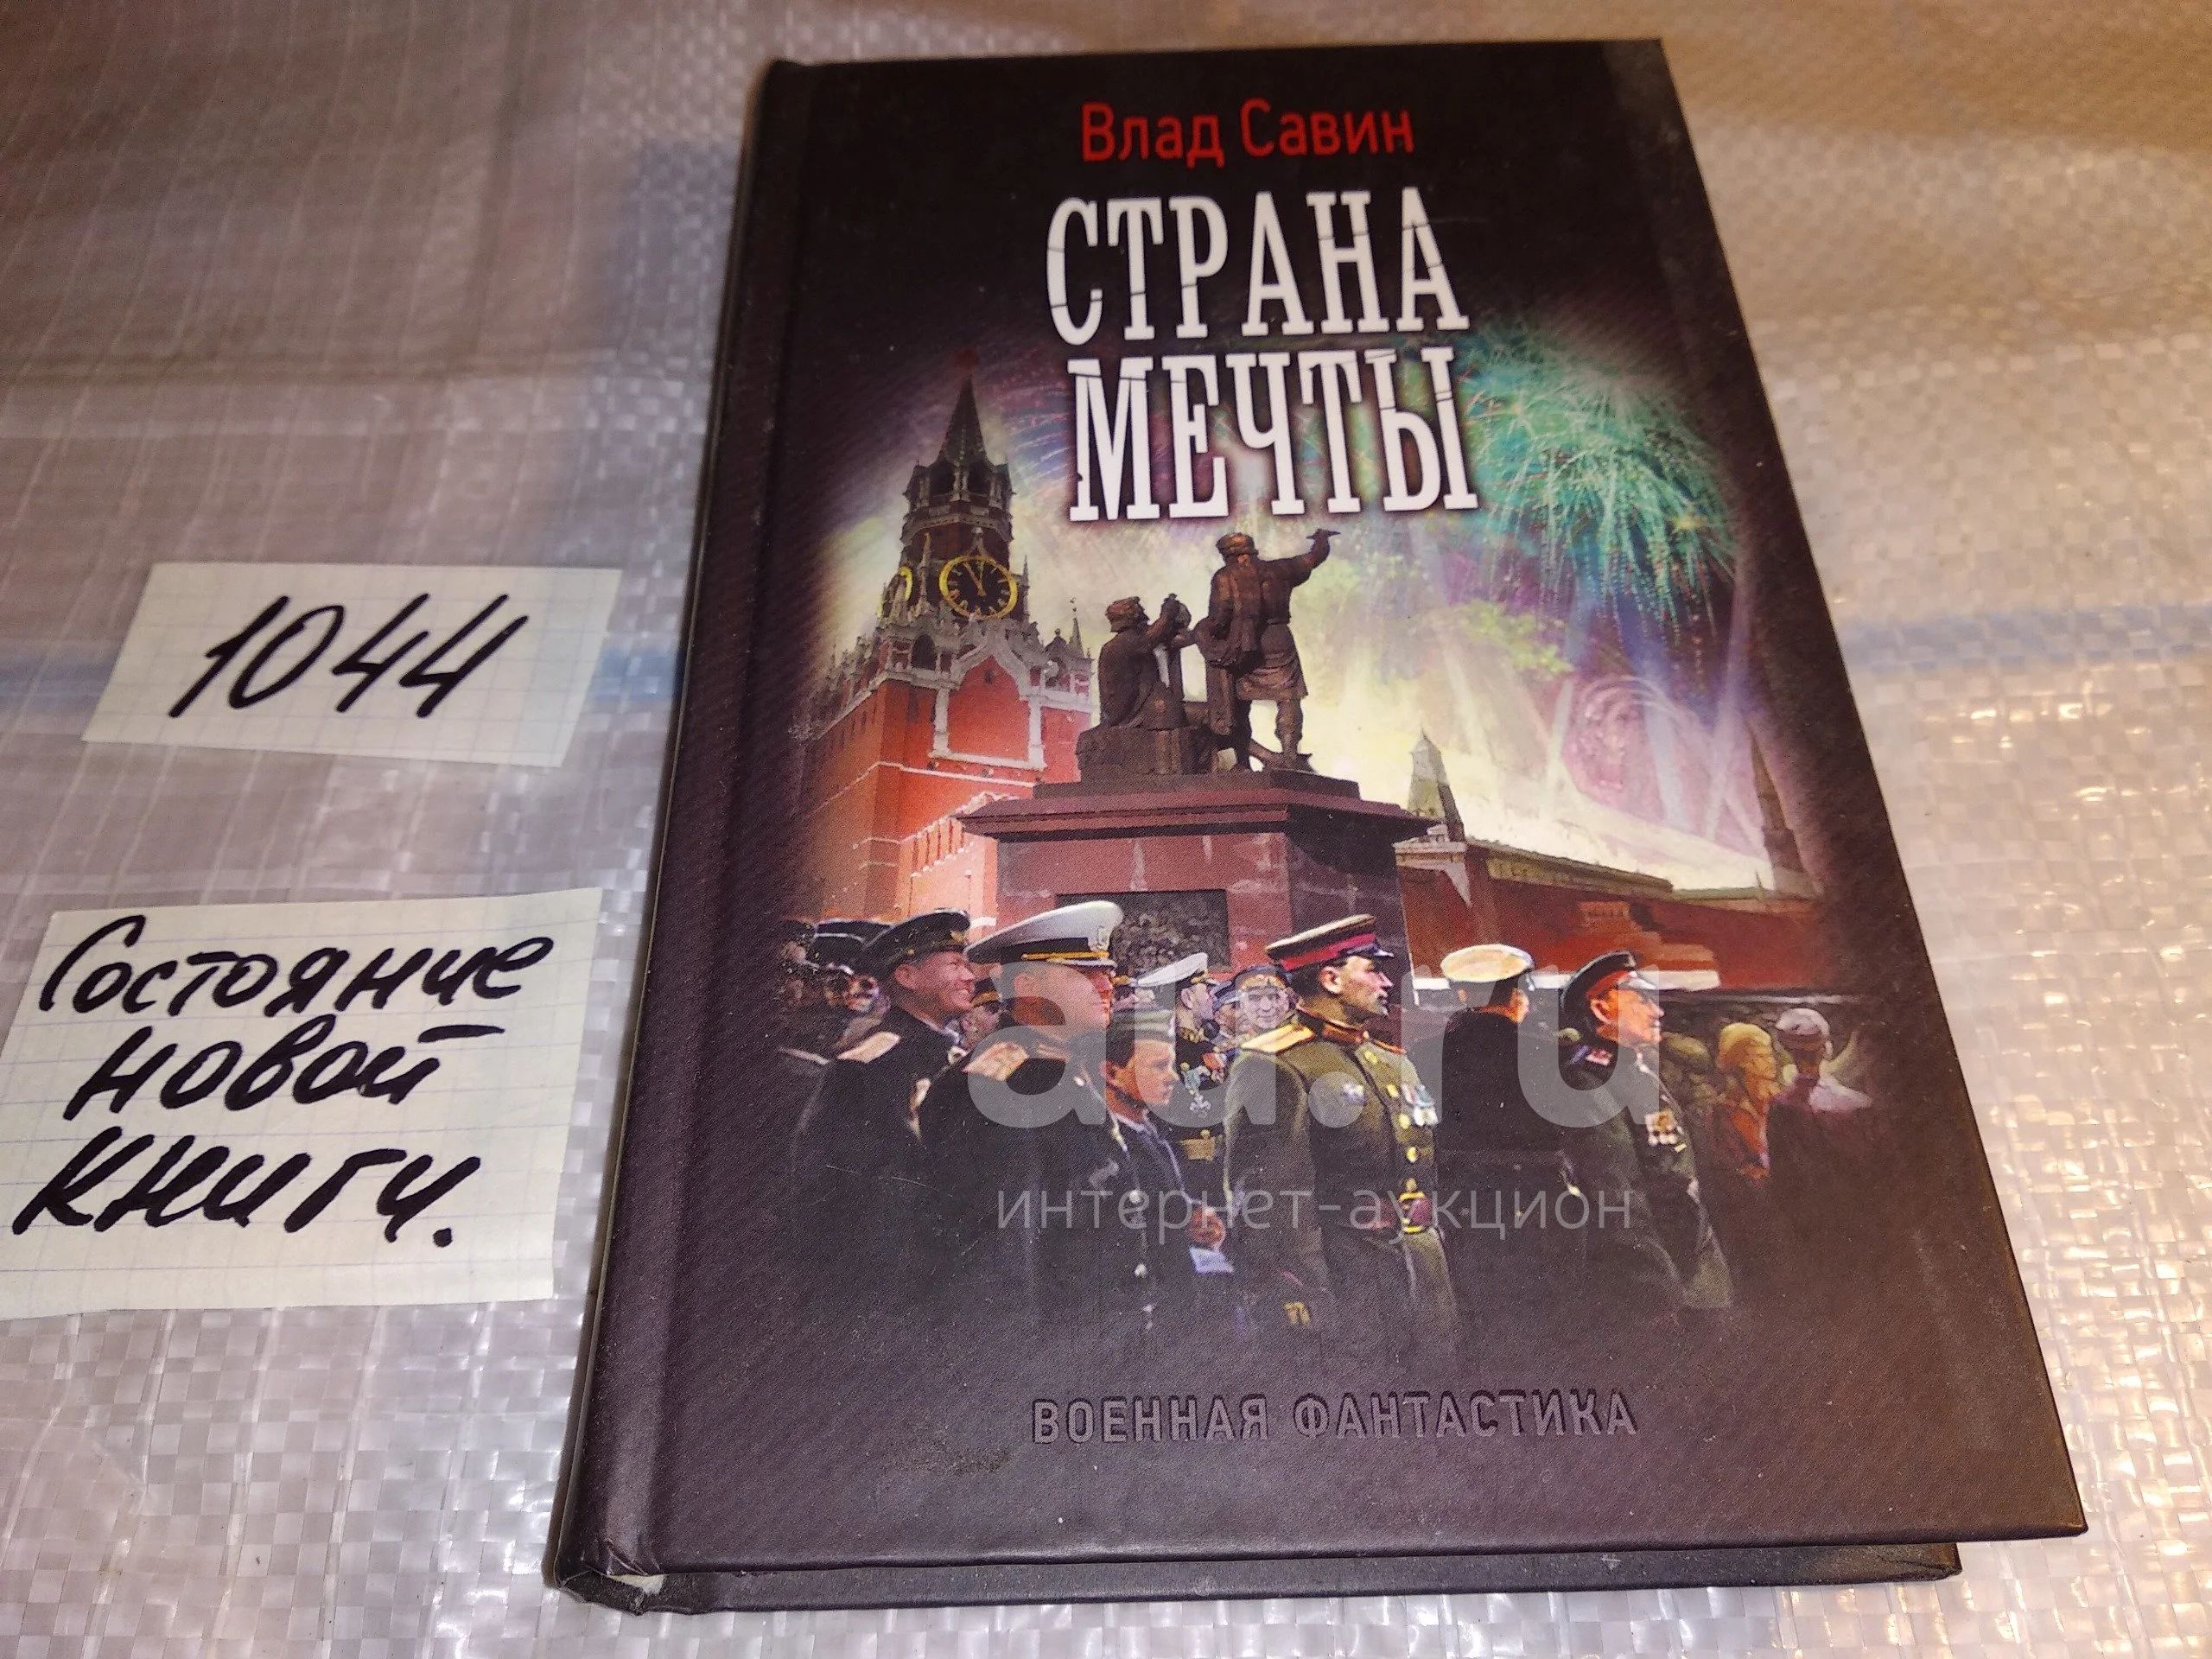 Влад Савин
СТРАНА
МЕЧТЫ
1044
Состояние
новой
книги.
au.ru
интернет-аукцион
ВОЕННАЯ ФАНТАСТИКА